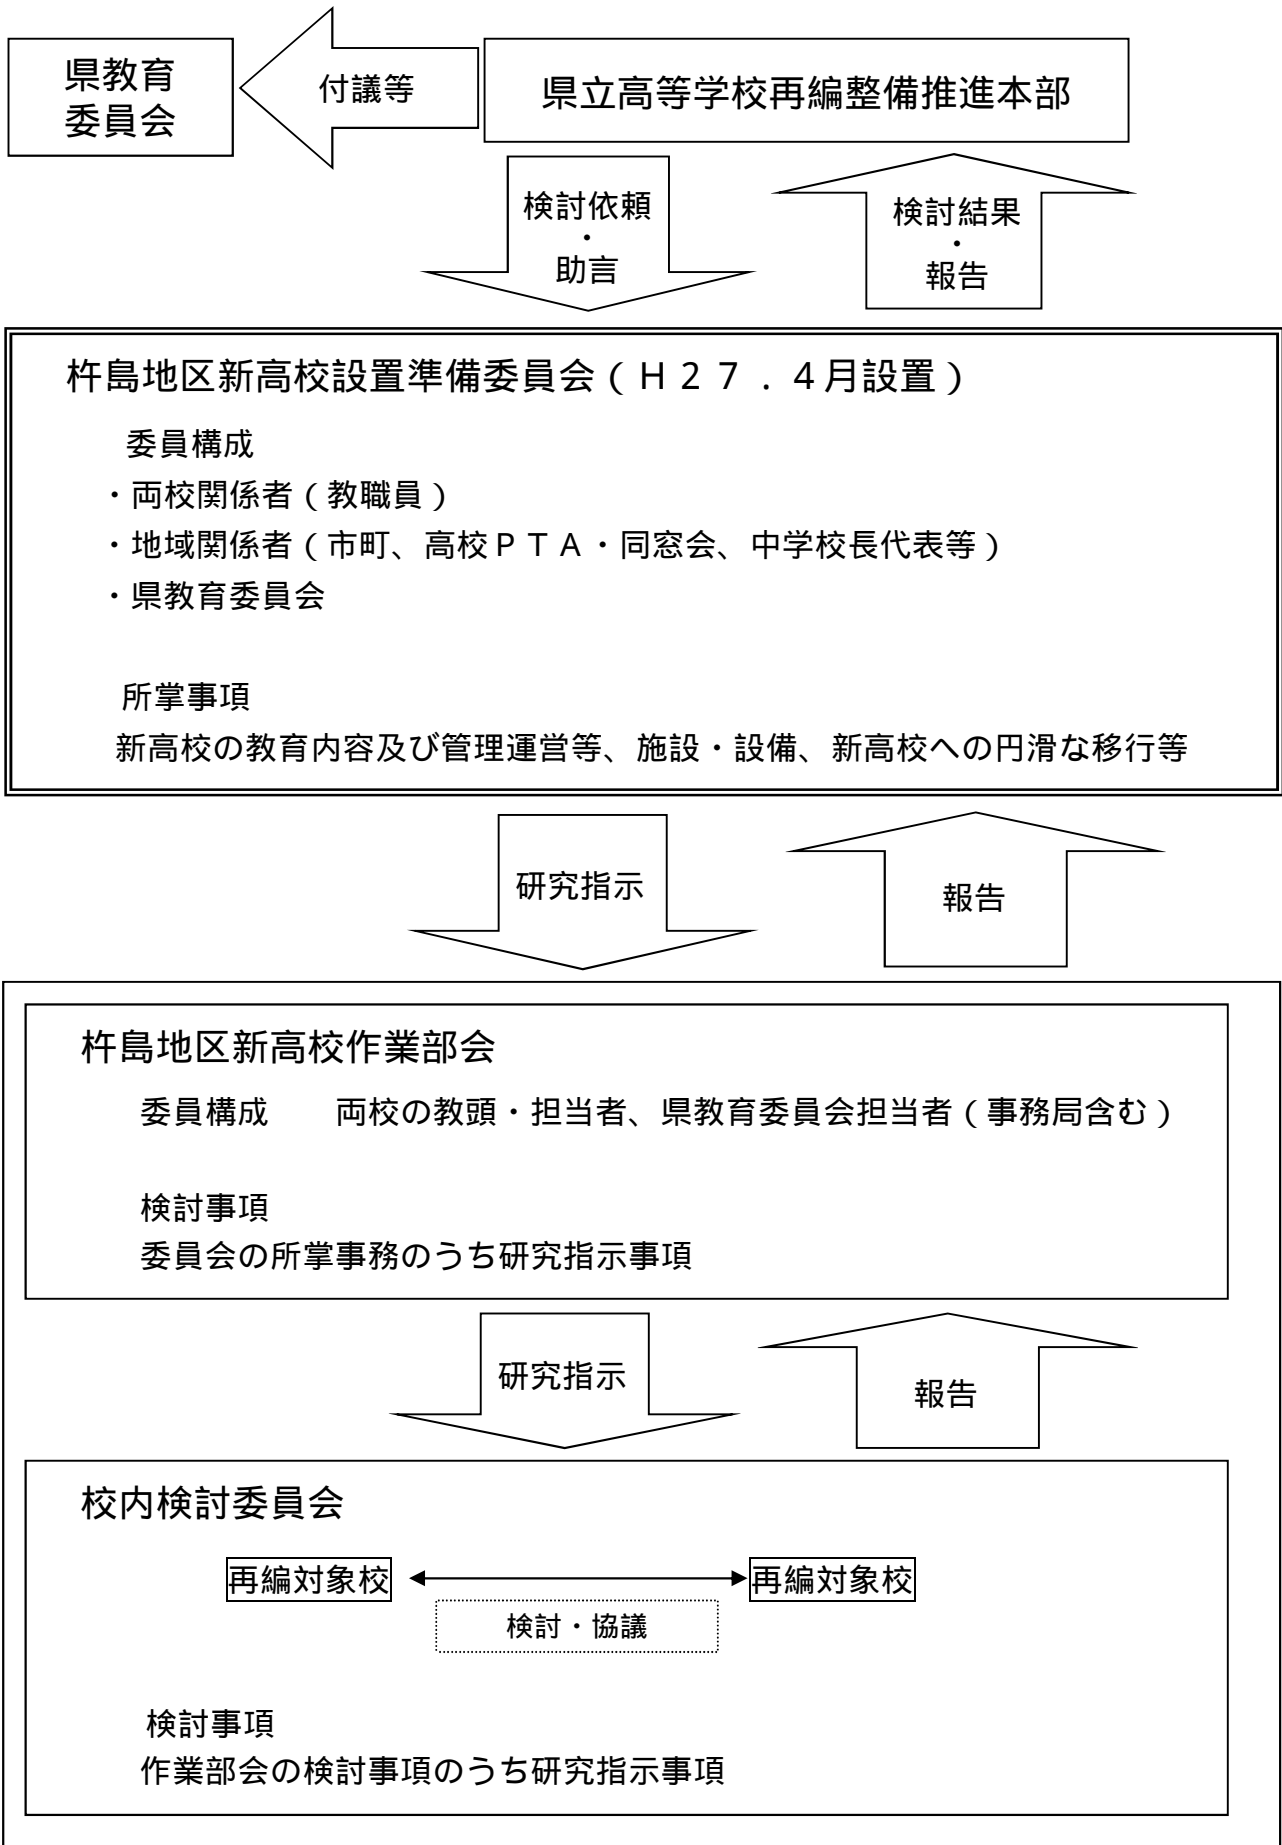 県教育
委員会
付議等
県立高等学校再編整備推進本部
検討依頼
・
助言
検討結果
・
報告
杵島地区新高校設置準備委員会（Ｈ２７．４月設置）
委員構成
・両校関係者（教職員）
・地域関係者（市町、高校ＰＴＡ・同窓会、中学校長代表等）
・県教育委員会
所掌事項
新高校の教育内容及び管理運営等、施設・設備、新高校への円滑な移行等
研究指示
報告
杵島地区新高校作業部会
委員構成　　両校の教頭・担当者、県教育委員会担当者（事務局含む）
検討事項
委員会の所掌事務のうち研究指示事項
研究指示
報告
校内検討委員会
再編対象校
再編対象校
検討・協議
検討事項
作業部会の検討事項のうち研究指示事項